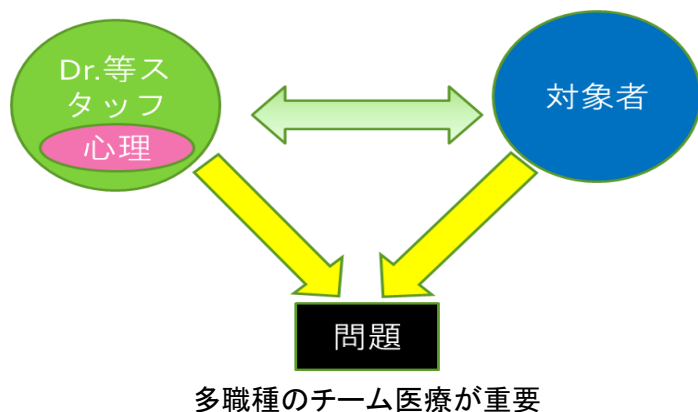 Dr.等ス
タッフ
心理
対象者
問題
多職種のチーム医療が重要